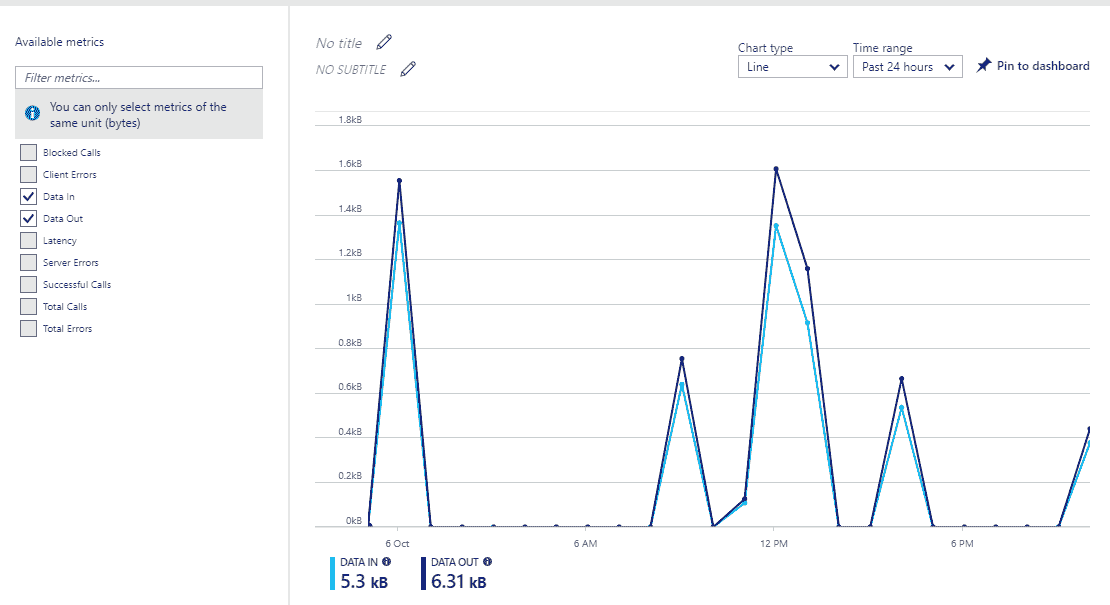 Available metrics
Filter metrics...
You can only select metrics of the
same unit (bytes)
Blocked Calls
Client Errors
Data In
Data Out
Latency
Server Errors
Successful Calls
Total Calls
Total Errors
No title
NO SUBTITLE
Chart type
Line
Time range
Past 24 hours
Pin to dashboard
1.8kB
1.6kB
1.4kB
1.2kB
1kB
0.8kB
0.6kB
0.4kB
0.2kB
0kB
6 Oct
6 AM
12 PM
6 PM
DATA IN
5.3 kB
DATA OUT
6.31 kB